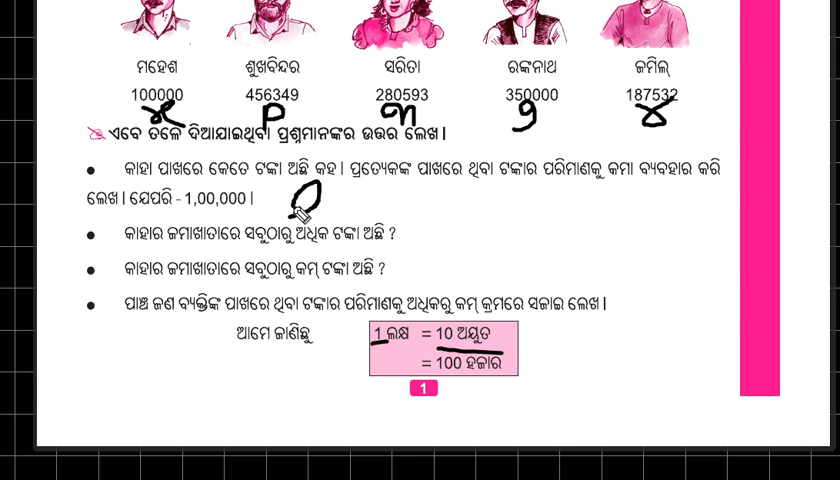 ମହେଶ ଶୁଖବିନ୍ଦର ସରିତା ରଙ୍କନାଥ ଜମିଲ୍
100000 456349 280593 350000 187532
ଏବେ ତଳେ ଦିଆଯାଇଥିବା ପ୍ରଶ୍ନମାନଙ୍କର ଉତ୍ତର ଲେଖ ।
• କାହା ପାଖରେ କେତେ ଟଙ୍କା ଅଛି କହ । ପ୍ରତ୍ୟେକଙ୍କ ପାଖରେ ଥିବା ଟଙ୍କାର ପରିମାଣକୁ କମା ବ୍ୟବହାର କରି
ଲେଖ । ଯେପରି - 1,00,000 ।
• କାହାର ଜମାଖାତାରେ ସବୁଠାରୁ ଅଧିକ ଟଙ୍କା ଅଛି ?
• କାହାର ଜମାଖାତାରେ ସବୁଠାରୁ କମ୍ ଟଙ୍କା ଅଛି ?
• ପାଞ୍ଚ ଜଣ ବ୍ୟକ୍ତିଙ୍କ ପାଖରେ ଥିବା ଟଙ୍କାର ପରିମାଣକୁ ଅଧିକରୁ କମ୍ କ୍ରମରେ ସଜାଇ ଲେଖ ।
ଆମେ ଜାଣିଛୁ 1 ଲକ୍ଷ = 10 ଅୟୁତ
= 100 ହଜାର
1